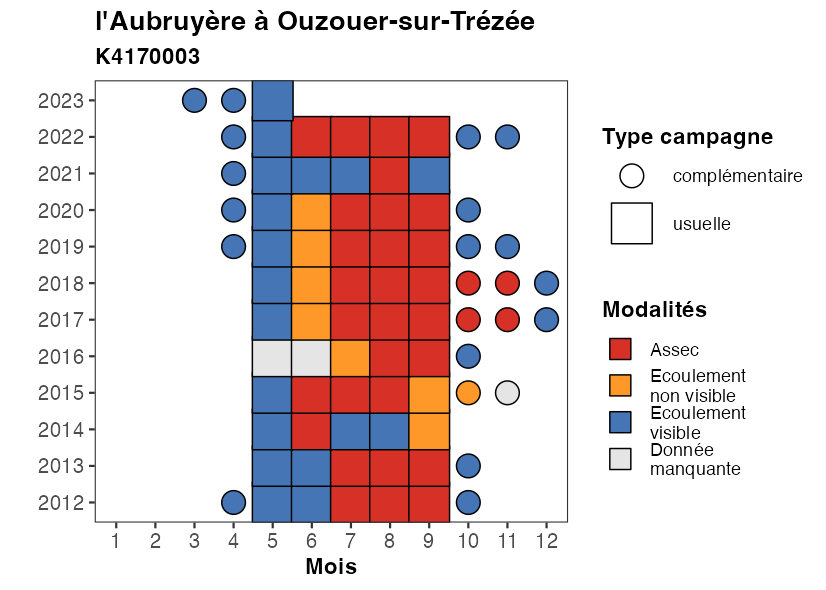 l'Aubruyère à Ouzouer-sur-Trézée
K4170003
2023
2022
2021
2020
2019
2018
2017
2016
2015
2014
2013
2012
1 2 3 4 5 6 7 8 9 10 11 12
Mois
Type campagne
complémentaire
usuelle
Modalités
Assec
Ecoulement
non visible
Ecoulement
visible
Donnée
manquante